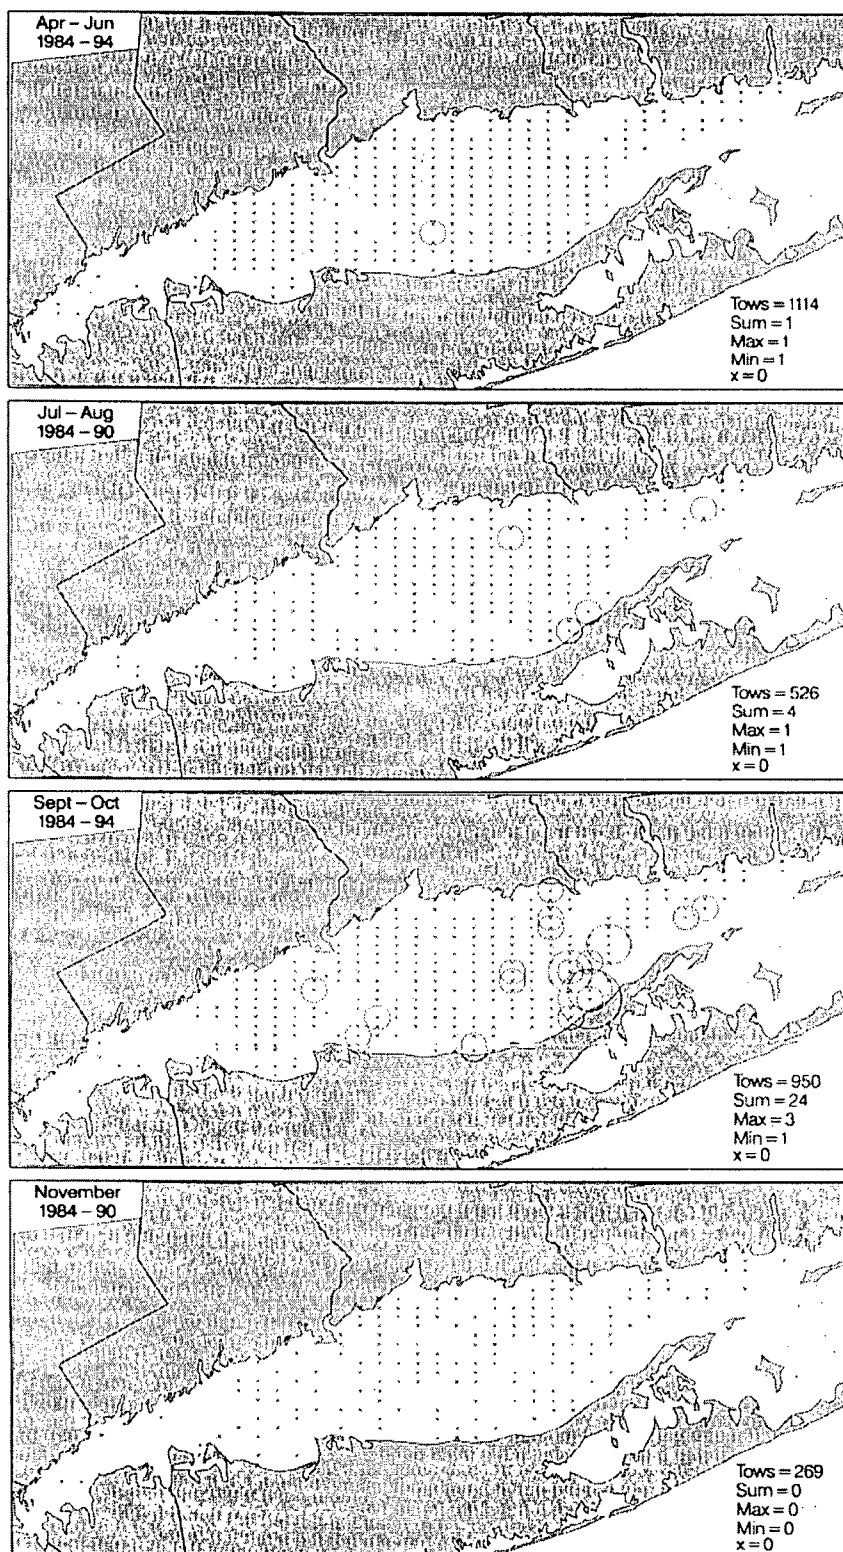 Apr – Jun
1984 – 94
Tows = 1114
Sum = 1
Max = 1
Min = 1
x = 0
Jul – Aug
1984 – 90
Tows = 526
Sum = 4
Max = 1
Min = 1
x = 0
Sept – Oct
1984 – 94
Tows = 950
Sum = 24
Max = 3
Min = 1
x = 0
November
1984 – 90
Tows = 269
Sum = 0
Max = 0
Min = 0
x = 0